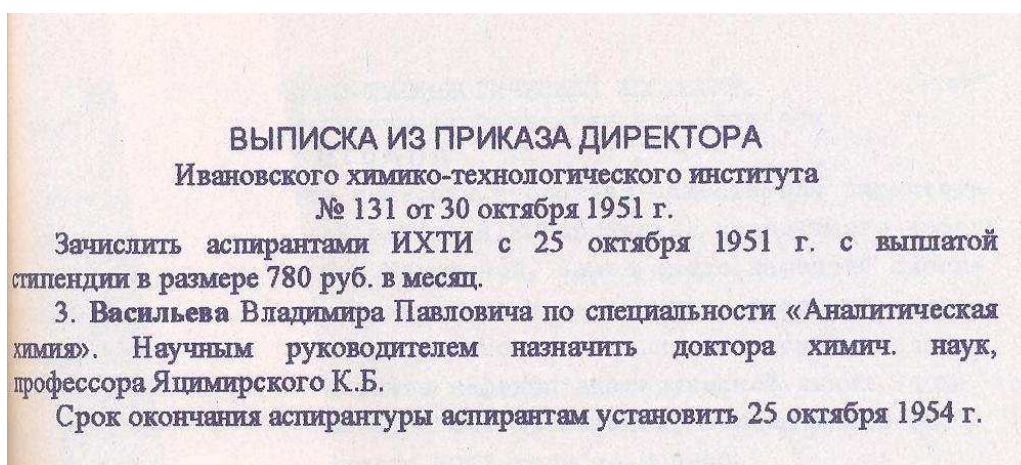 ВЫПИСКА ИЗ ПРИКАЗА ДИРЕКТОРА
Ивановского химико-технологического института
№ 131 от 30 октября 1951 г.
Зачислить аспирантами ИХТИ с 25 октября 1951 г. с выплатой
стипендии в размере 780 руб. в месяц.
3. Васильева Владимира Павловича по специальности «Аналитическая
химия». Научным руководителем назначить доктора химич. наук,
профессора Яцимирского К.Б.
Срок окончания аспирантуры аспирантам установить 25 октября 1954 г.